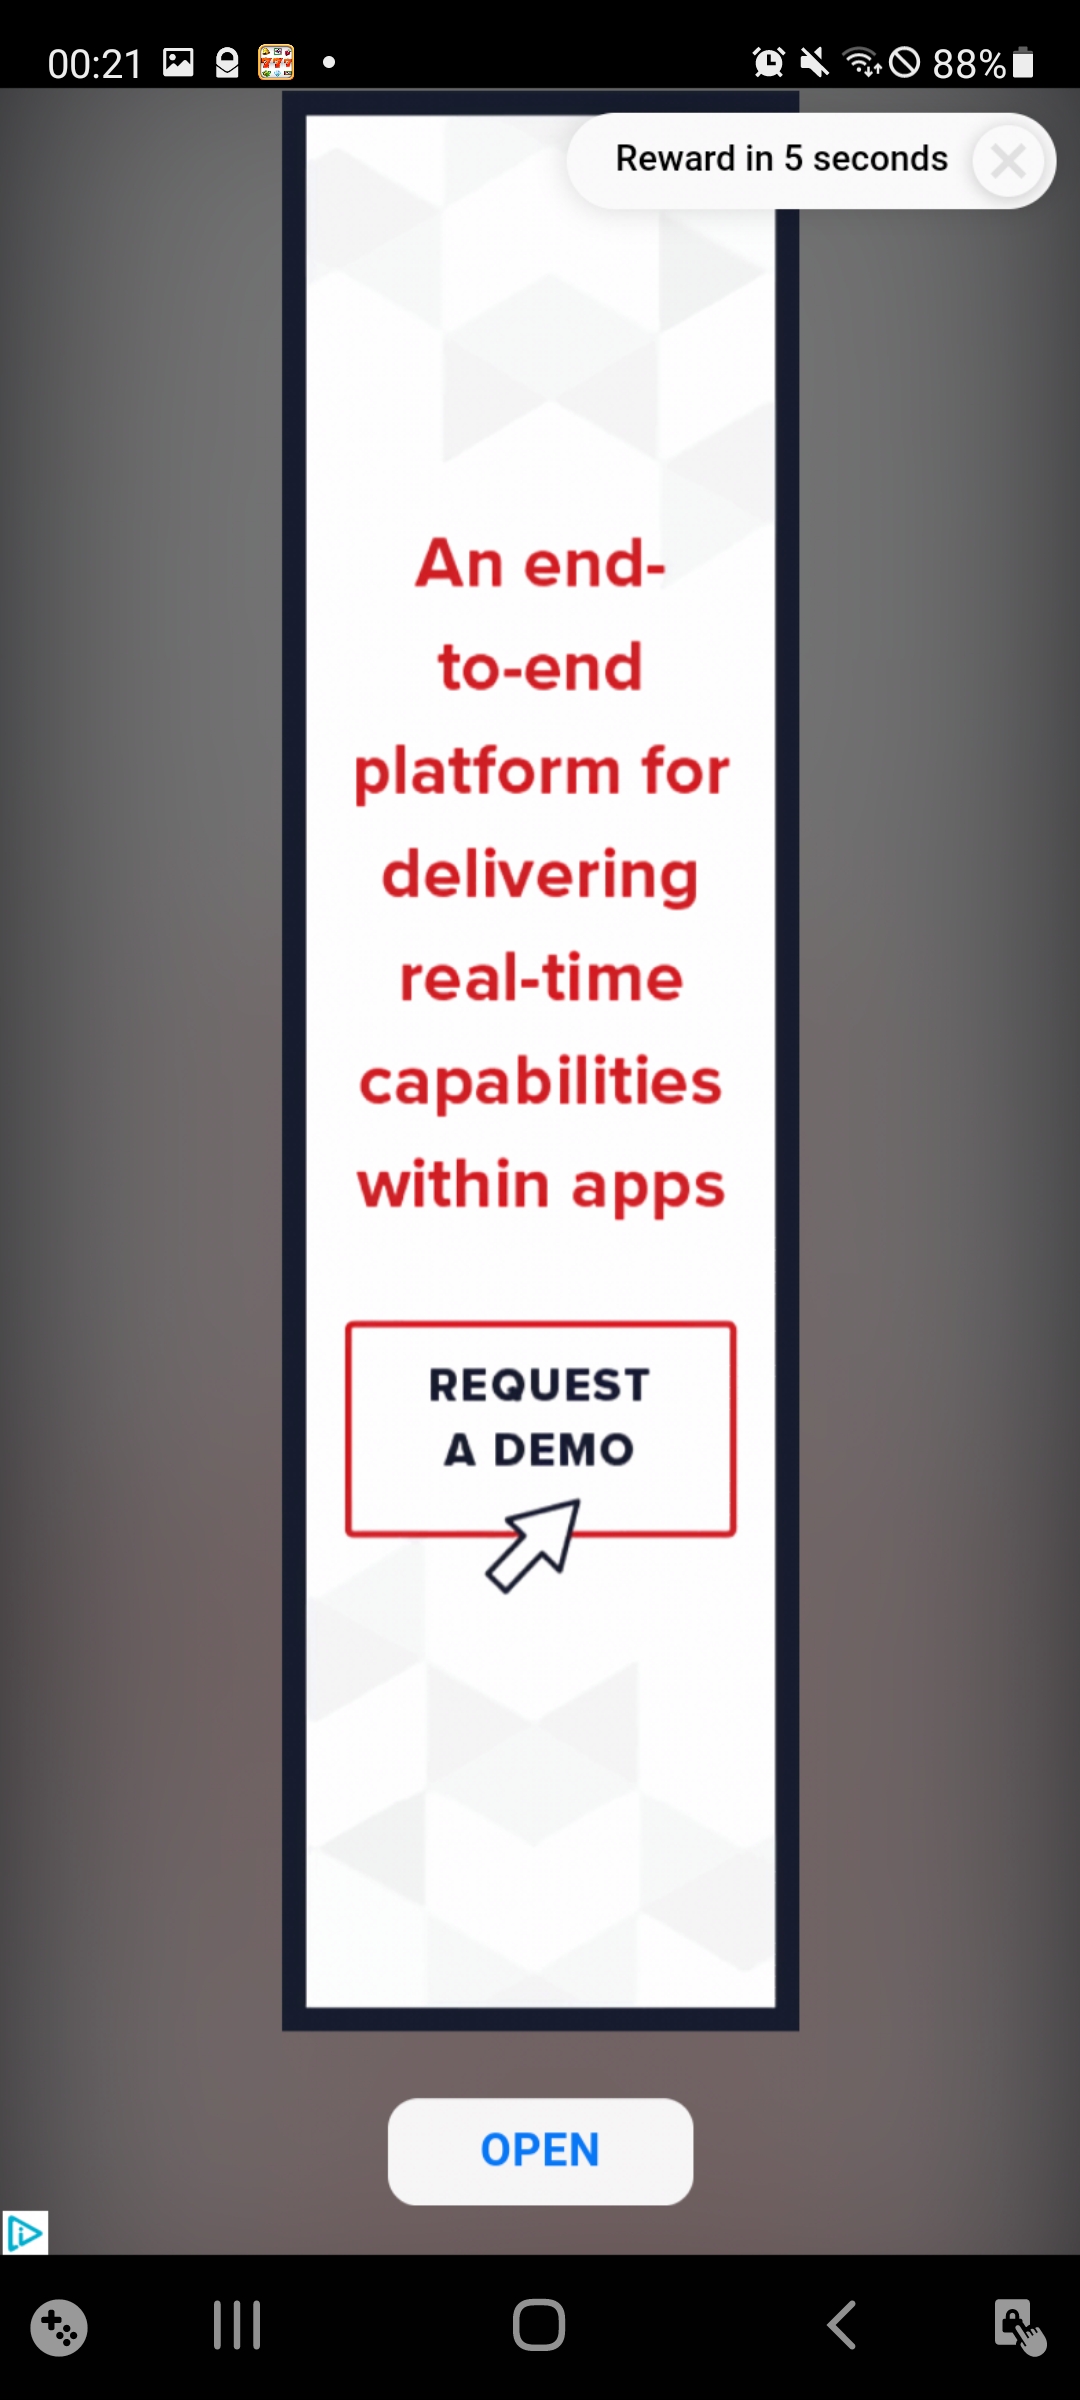 00:21
88%
Reward in 5 seconds
An end-
to-end
platform for
delivering
real-time
capabilities
within apps
REQUEST
A DEMO
OPEN